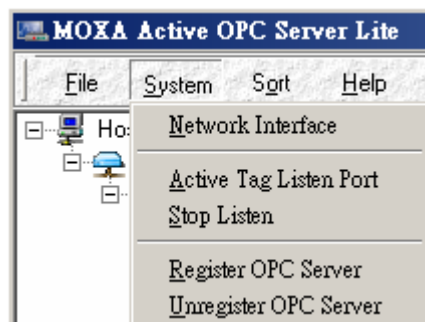 MOXA Active OPC Server Lite
File System Sort Help
Network Interface
Active Tag Listen Port
Stop Listen
Register OPC Server
Unregister OPC Server